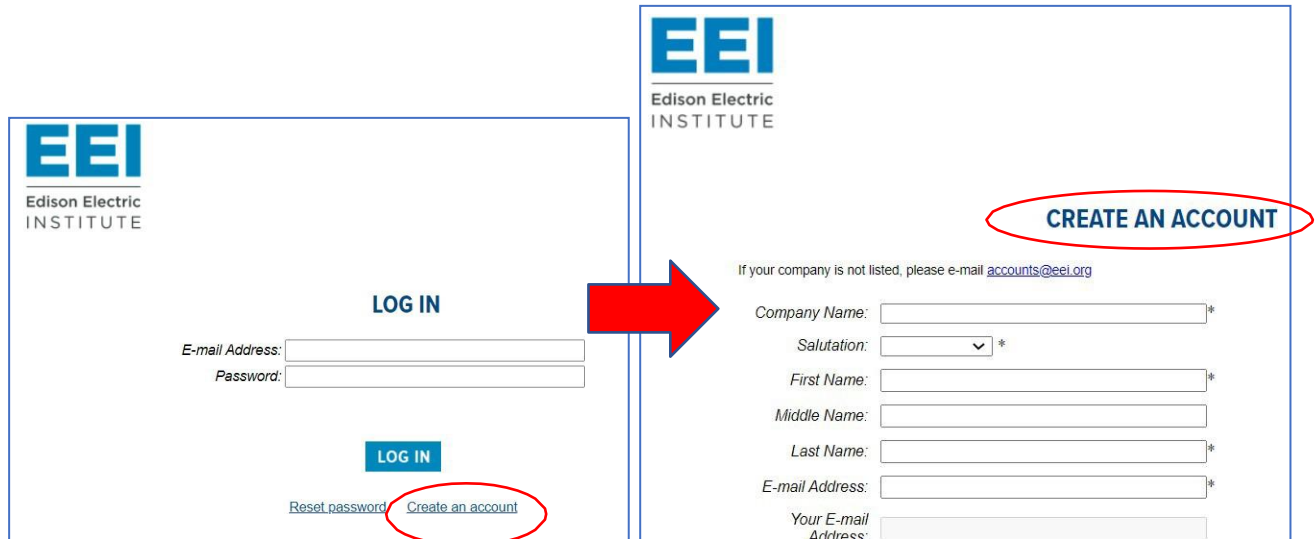 EEI
Edison Electric
INSTITUTE
LOG IN
E-mail Address:
Password:
LOG IN
Reset password Create an account
EEI
Edison Electric
INSTITUTE
CREATE AN ACCOUNT
If your company is not listed, please e-mail accounts@eei.org
Company Name: *
Salutation: *
First Name: *
Middle Name:
Last Name: *
E-mail Address: *
Your E-mail
Address: